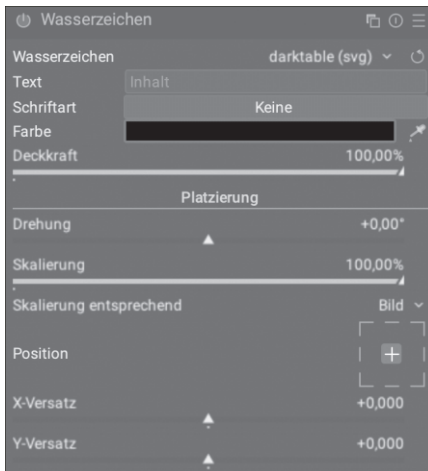 Wasserzeichen
Wasserzeichen darktable (svg)
Text Inhalt
Schriftart Keine
Farbe
Deckkraft 100,00%
Platzierung
Drehung +0,00°
Skalierung 100,00%
Skalierung entsprechend Bild
Position
X-Versatz +0,000
Y-Versatz +0,000